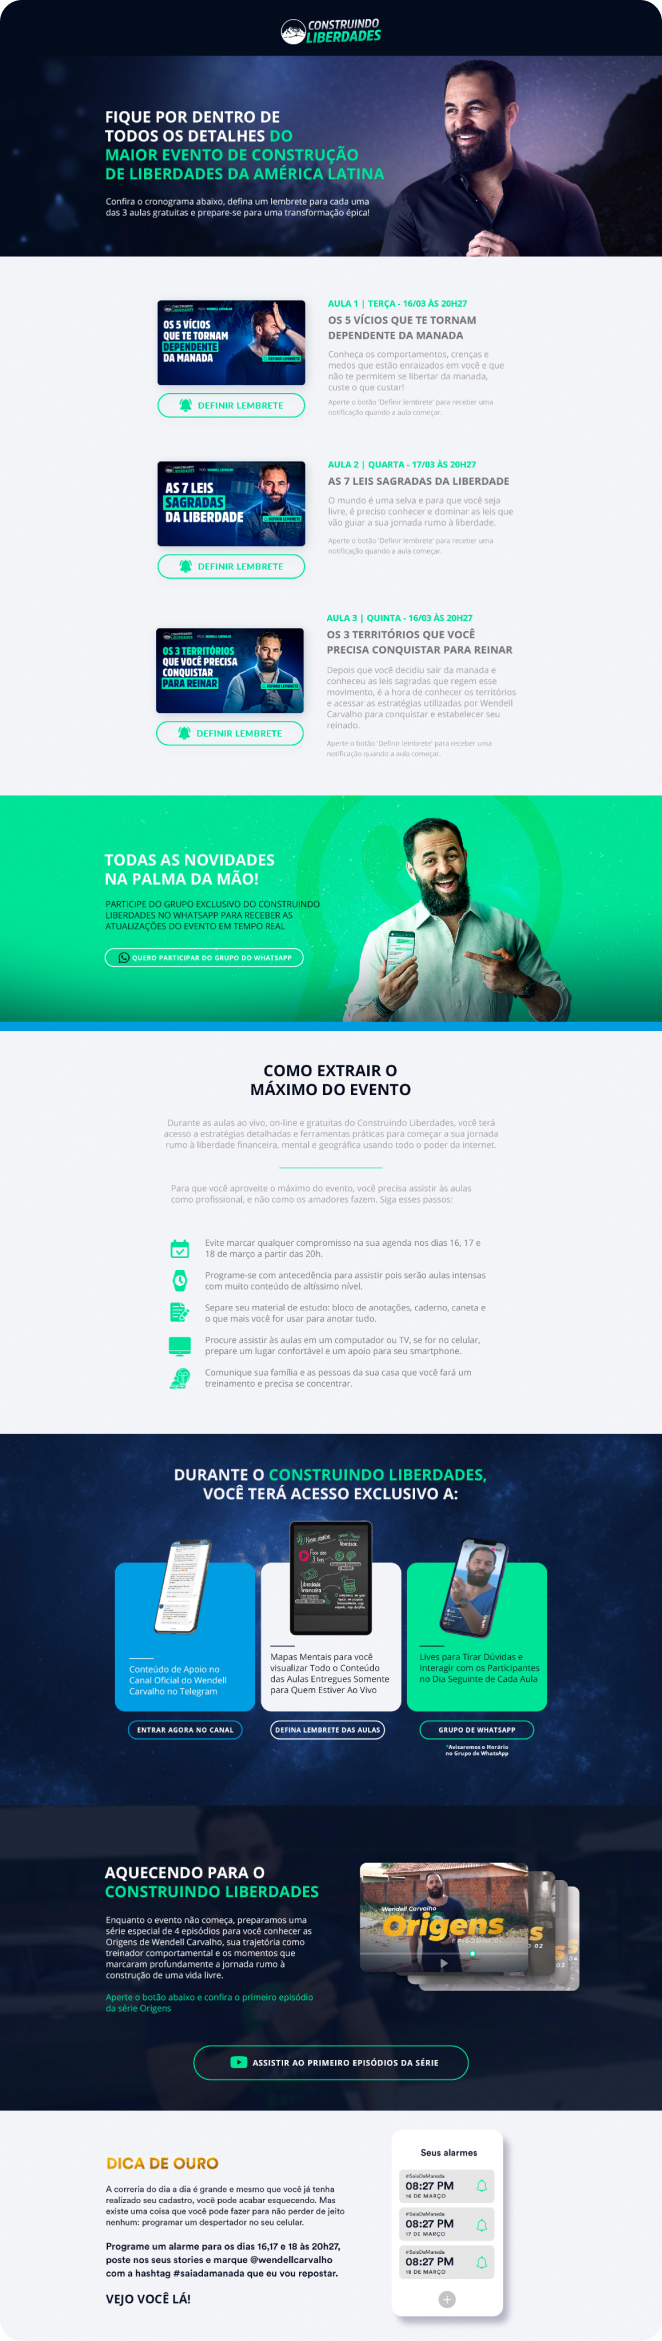 CONSTRUINDO
LIBERDADES
FIQUE POR DENTRO DE
TODOS OS DETALHES DO
MAIOR EVENTO DE CONSTRUÇÃO
DE LIBERDADES DA AMÉRICA LATINA
Confira o cronograma abaixo, defina um lembrete para cada uma
das 3 aulas gratuitas e prepare-se para uma transformação épica!
CONSTRUINDO
LIBERDADES
WENDELL CARVALHO
OS 5 VÍCIOS
QUE TE TORNAM
DEPENDENTE
DA MANADA
DEFINIR LEMBRETE
DEFINIR LEMBRETE
AULA 1 | TERÇA - 16/03 ÀS 20H27
OS 5 VÍCIOS QUE TE TORNAM
DEPENDENTE DA MANADA
Conheça os comportamentos, crenças e
medos que estão enraizados em você e que
não te permitem se libertar da manada,
custe o que custar!
Aperte o botão 'Definir lembrete' para receber uma
notificação quando a aula começar.
CONSTRUINDO
LIBERDADES
WENDELL CARVALHO
AS 7 LEIS
SAGRADAS
DA LIBERDADE
DEFINIR LEMBRETE
DEFINIR LEMBRETE
AULA 2 | QUARTA - 17/03 ÀS 20H27
AS 7 LEIS SAGRADAS DA LIBERDADE
O mundo é uma selva e para que você seja
livre, é preciso conhecer e dominar as leis que
vão guiar a sua jornada rumo à liberdade.
Aperte o botão 'Definir lembrete' para receber uma
notificação quando a aula começar.
CONSTRUINDO
LIBERDADES
WENDELL CARVALHO
OS 3 TERRITÓRIOS
QUE VOCÊ PRECISA
CONQUISTAR
PARA REINAR
DEFINIR LEMBRETE
DEFINIR LEMBRETE
AULA 3 | QUINTA - 16/03 ÀS 20H27
OS 3 TERRITÓRIOS QUE VOCÊ
PRECISA CONQUISTAR PARA REINAR
Depois que você decidiu sair da manada e
conheceu as leis sagradas que regem esse
movimento, é a hora de conhecer os territórios
e acessar as estratégias utilizadas por Wendell
Carvalho para conquistar e estabelecer seu
reinado.
Aperte o botão 'Definir lembrete' para receber uma
notificação quando a aula começar.
TODAS AS NOVIDADES
NA PALMA DA MÃO!
PARTICIPE DO GRUPO EXCLUSIVO DO CONSTRUINDO
LIBERDADES NO WHATSAPP PARA RECEBER AS
ATUALIZAÇÕES DO EVENTO EM TEMPO REAL
QUERO PARTICIPAR DO GRUPO DO WHATSAPP
COMO EXTRAIR O
MÁXIMO DO EVENTO
Durante as aulas ao vivo, on-line e gratuitas do Construindo Liberdades, você terá
acesso a estratégias detalhadas e ferramentas práticas para começar a sua jornada
rumo à liberdade financeira, mental e geográfica usando todo o poder da internet.
Para que você aproveite o máximo do evento, você precisa assistir às aulas
como profissional, e não como os amadores fazem. Siga esses passos:
Evite marcar qualquer compromisso na sua agenda nos dias 16, 17 e
18 de março a partir das 20h.
Programe-se com antecedência para assistir pois serão aulas intensas
com muito conteúdo de altíssimo nível.
Separe seu material de estudo: bloco de anotações, caderno, caneta e
o que mais você for usar para anotar tudo.
Procure assistir às aulas em um computador ou TV, se for no celular,
prepare um lugar confortável e um apoio para seu smartphone.
Comunique sua família e as pessoas da sua casa que você fará um
treinamento e precisa se concentrar.
DURANTE O CONSTRUINDO LIBERDADES,
VOCÊ TERÁ ACESSO EXCLUSIVO A:
Conteúdo de Apoio no
Canal Oficial do Wendell
Carvalho no Telegram
ENTRAR AGORA NO CANAL
Mapas Mentais para você
visualizar Todo o Conteúdo
das Aulas Entregues Somente
para Quem Estiver Ao Vivo
DEFINA LEMBRETE DAS AULAS
Lives para Tirar Dúvidas e
Interagir com os Participantes
no Dia Seguinte de Cada Aula
GRUPO DE WHATSAPP
*Avisaremos o Horário
no Grupo de WhatsApp
AQUECENDO PARA O
CONSTRUINDO LIBERDADES
Enquanto o evento não começa, preparamos uma
série especial de 4 episódios para você conhecer as
Origens de Wendell Carvalho, sua trajetória como
treinador comportamental e os momentos que
marcaram profundamente a jornada rumo à
construção de uma vida livre.
Aperte o botão abaixo e confira o primeiro episódio
da série Origens
Wendell Carvalho
Origens
EPISÓDIO 01
ASSISTIR AO PRIMEIRO EPISÓDIOS DA SÉRIE
DICA DE OURO
A correria do dia a dia é grande e mesmo que você já tenha
realizado seu cadastro, você pode acabar esquecendo. Mas
existe uma coisa que você pode fazer para não perder de jeito
nenhum: programar um despertador no seu celular.
Programe um alarme para os dias 16,17 e 18 às 20h27,
poste nos seus stories e marque @wendellcarvalho
com a hashtag #saiadamanada que eu vou repostar.
VEJO VOCÊ LÁ!
Seus alarmes
#SaiaDaManada
08:27 PM
16 DE MARÇO
#SaiaDaManada
08:27 PM
17 DE MARÇO
#SaiaDaManada
08:27 PM
18 DE MARÇO